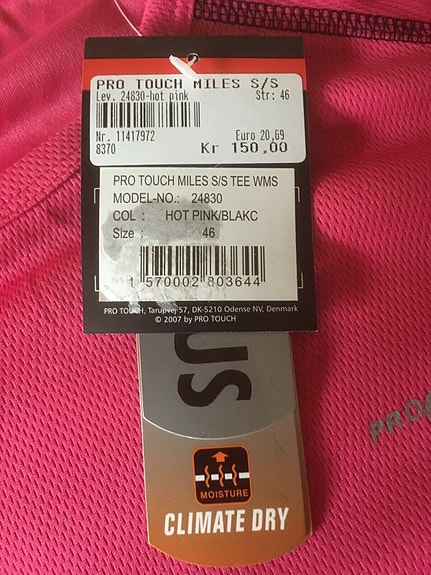 PRO TOUCH MILES S/S
Lev. 24830-hot pink Str: 46
Nr. 11417972 Euro 20,69
8370 Kr 150,00
PRO TOUCH MILES S/S TEE WMS
MODEL-NO.: 24830
COL : HOT PINK/BLAKC
Size : 46
1 570002 803644
PRO TOUCH, Tarupvej 57, DK-5210 Odense NV, Denmark
© 2007 by PRO TOUCH
MOISTURE
CLIMATE DRY